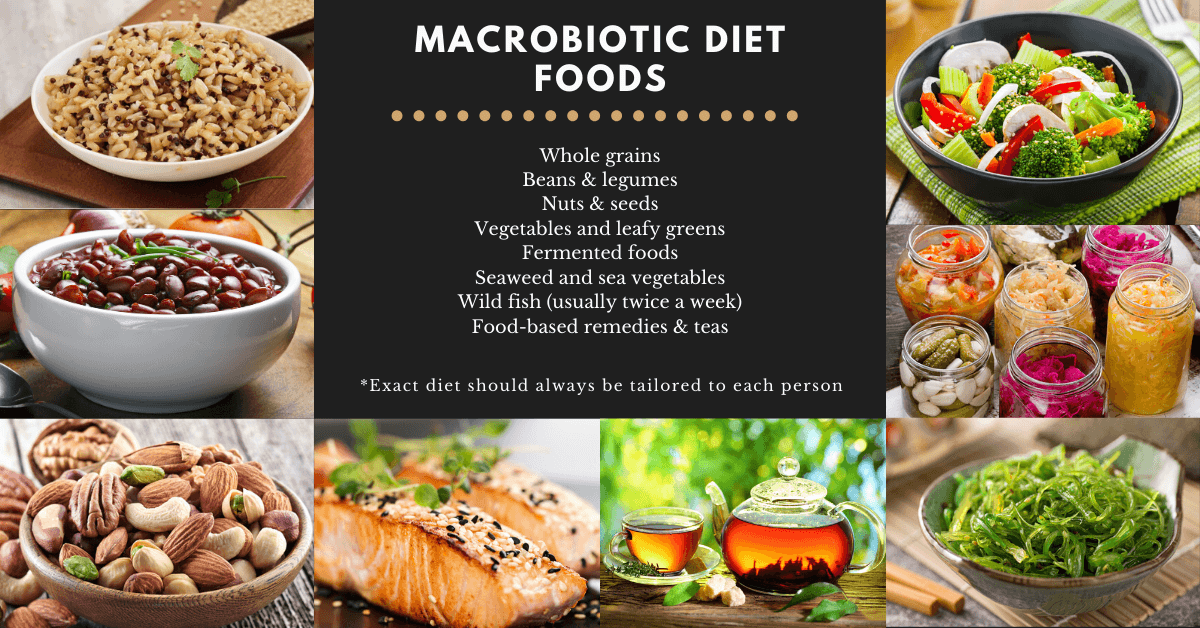 MACROBIOTIC DIET
FOODS
Whole grains
Beans & legumes
Nuts & seeds
Vegetables and leafy greens
Fermented foods
Seaweed and sea vegetables
Wild fish (usually twice a week)
Food-based remedies & teas
*Exact diet should always be tailored to each person